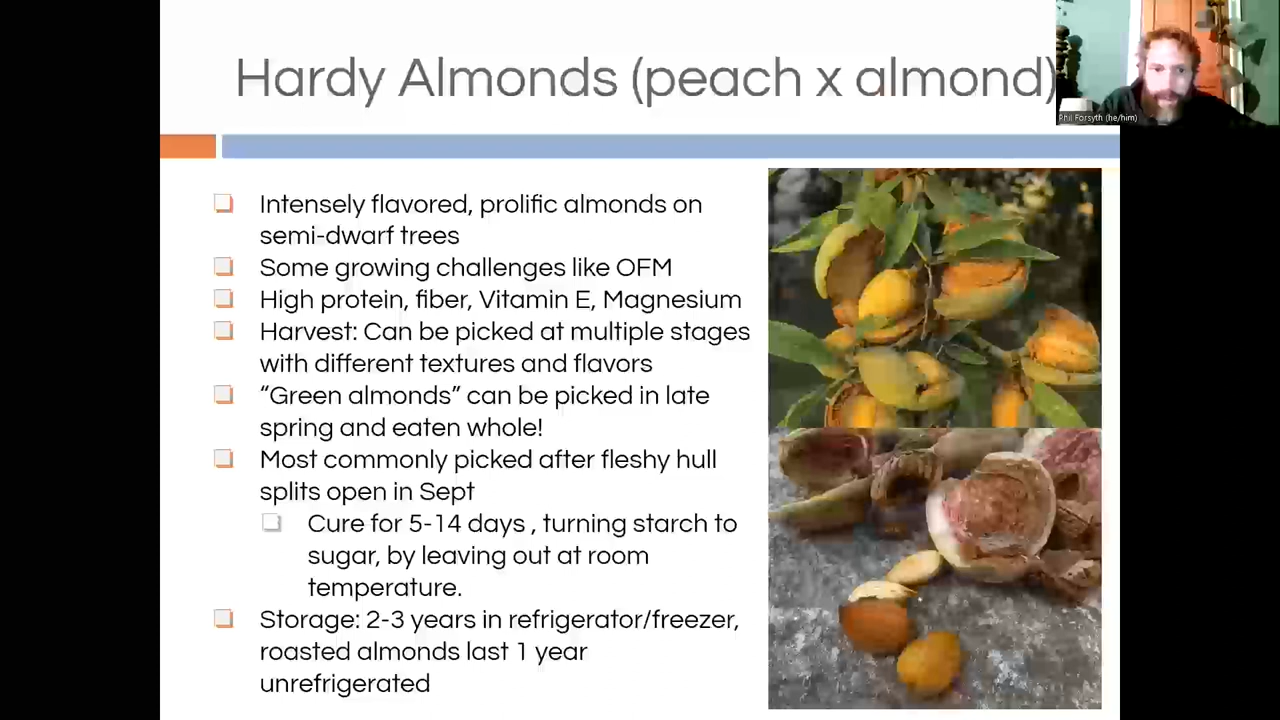 Hardy Almonds (peach x almond)
Phil Forsyth (he/him)
Intensely flavored, prolific almonds on
semi-dwarf trees
Some growing challenges like OFM
High protein, fiber, Vitamin E, Magnesium
Harvest: Can be picked at multiple stages
with different textures and flavors
“Green almonds” can be picked in late
spring and eaten whole!
Most commonly picked after fleshy hull
splits open in Sept
Cure for 5-14 days , turning starch to
sugar, by leaving out at room
temperature.
Storage: 2-3 years in refrigerator/freezer,
roasted almonds last 1 year
unrefrigerated